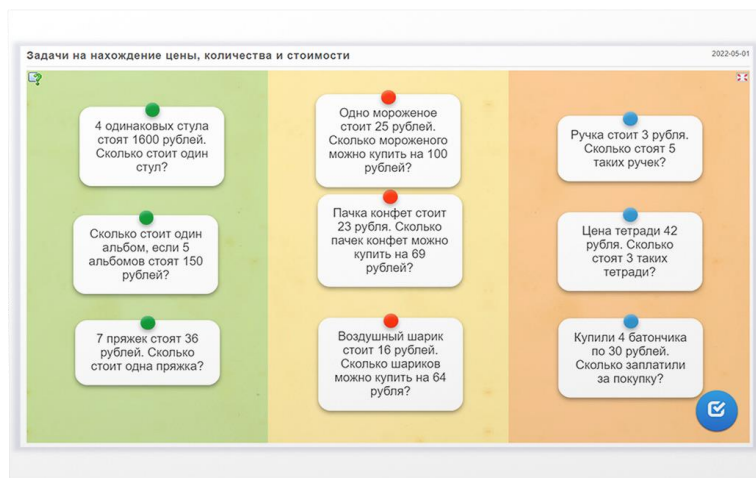 Задачи на нахождение цены, количества и стоимости
2022-05-01
4 одинаковых стула
стоят 1600 рублей.
Сколько стоит один
стул?
Сколько стоит один
альбом, если 5
альбомов стоят 150
рублей?
7 пряжек стоят 36
рублей. Сколько
стоит одна пряжка?
Одно мороженое
стоит 25 рублей.
Сколько мороженого
можно купить на 100
рублей?
Пачка конфет стоит
23 рубля. Сколько
пачек конфет можно
купить на 69
рублей?
Воздушный шарик
стоит 16 рублей.
Сколько шариков
можно купить на 64
рубля?
Ручка стоит 3 рубля.
Сколько стоят 5
таких ручек?
Цена тетради 42
рубля. Сколько
стоят 3 таких
тетради?
Купили 4 батончика
по 30 рублей.
Сколько заплатили
за покупку?